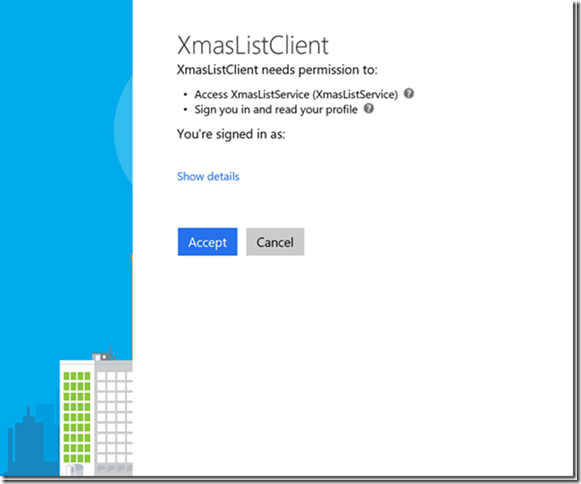 XmasListClient
XmasListClient needs permission to:
• Access XmasListService (XmasListService) ?
• Sign you in and read your profile ?
You're signed in as:
Show details
Accept Cancel